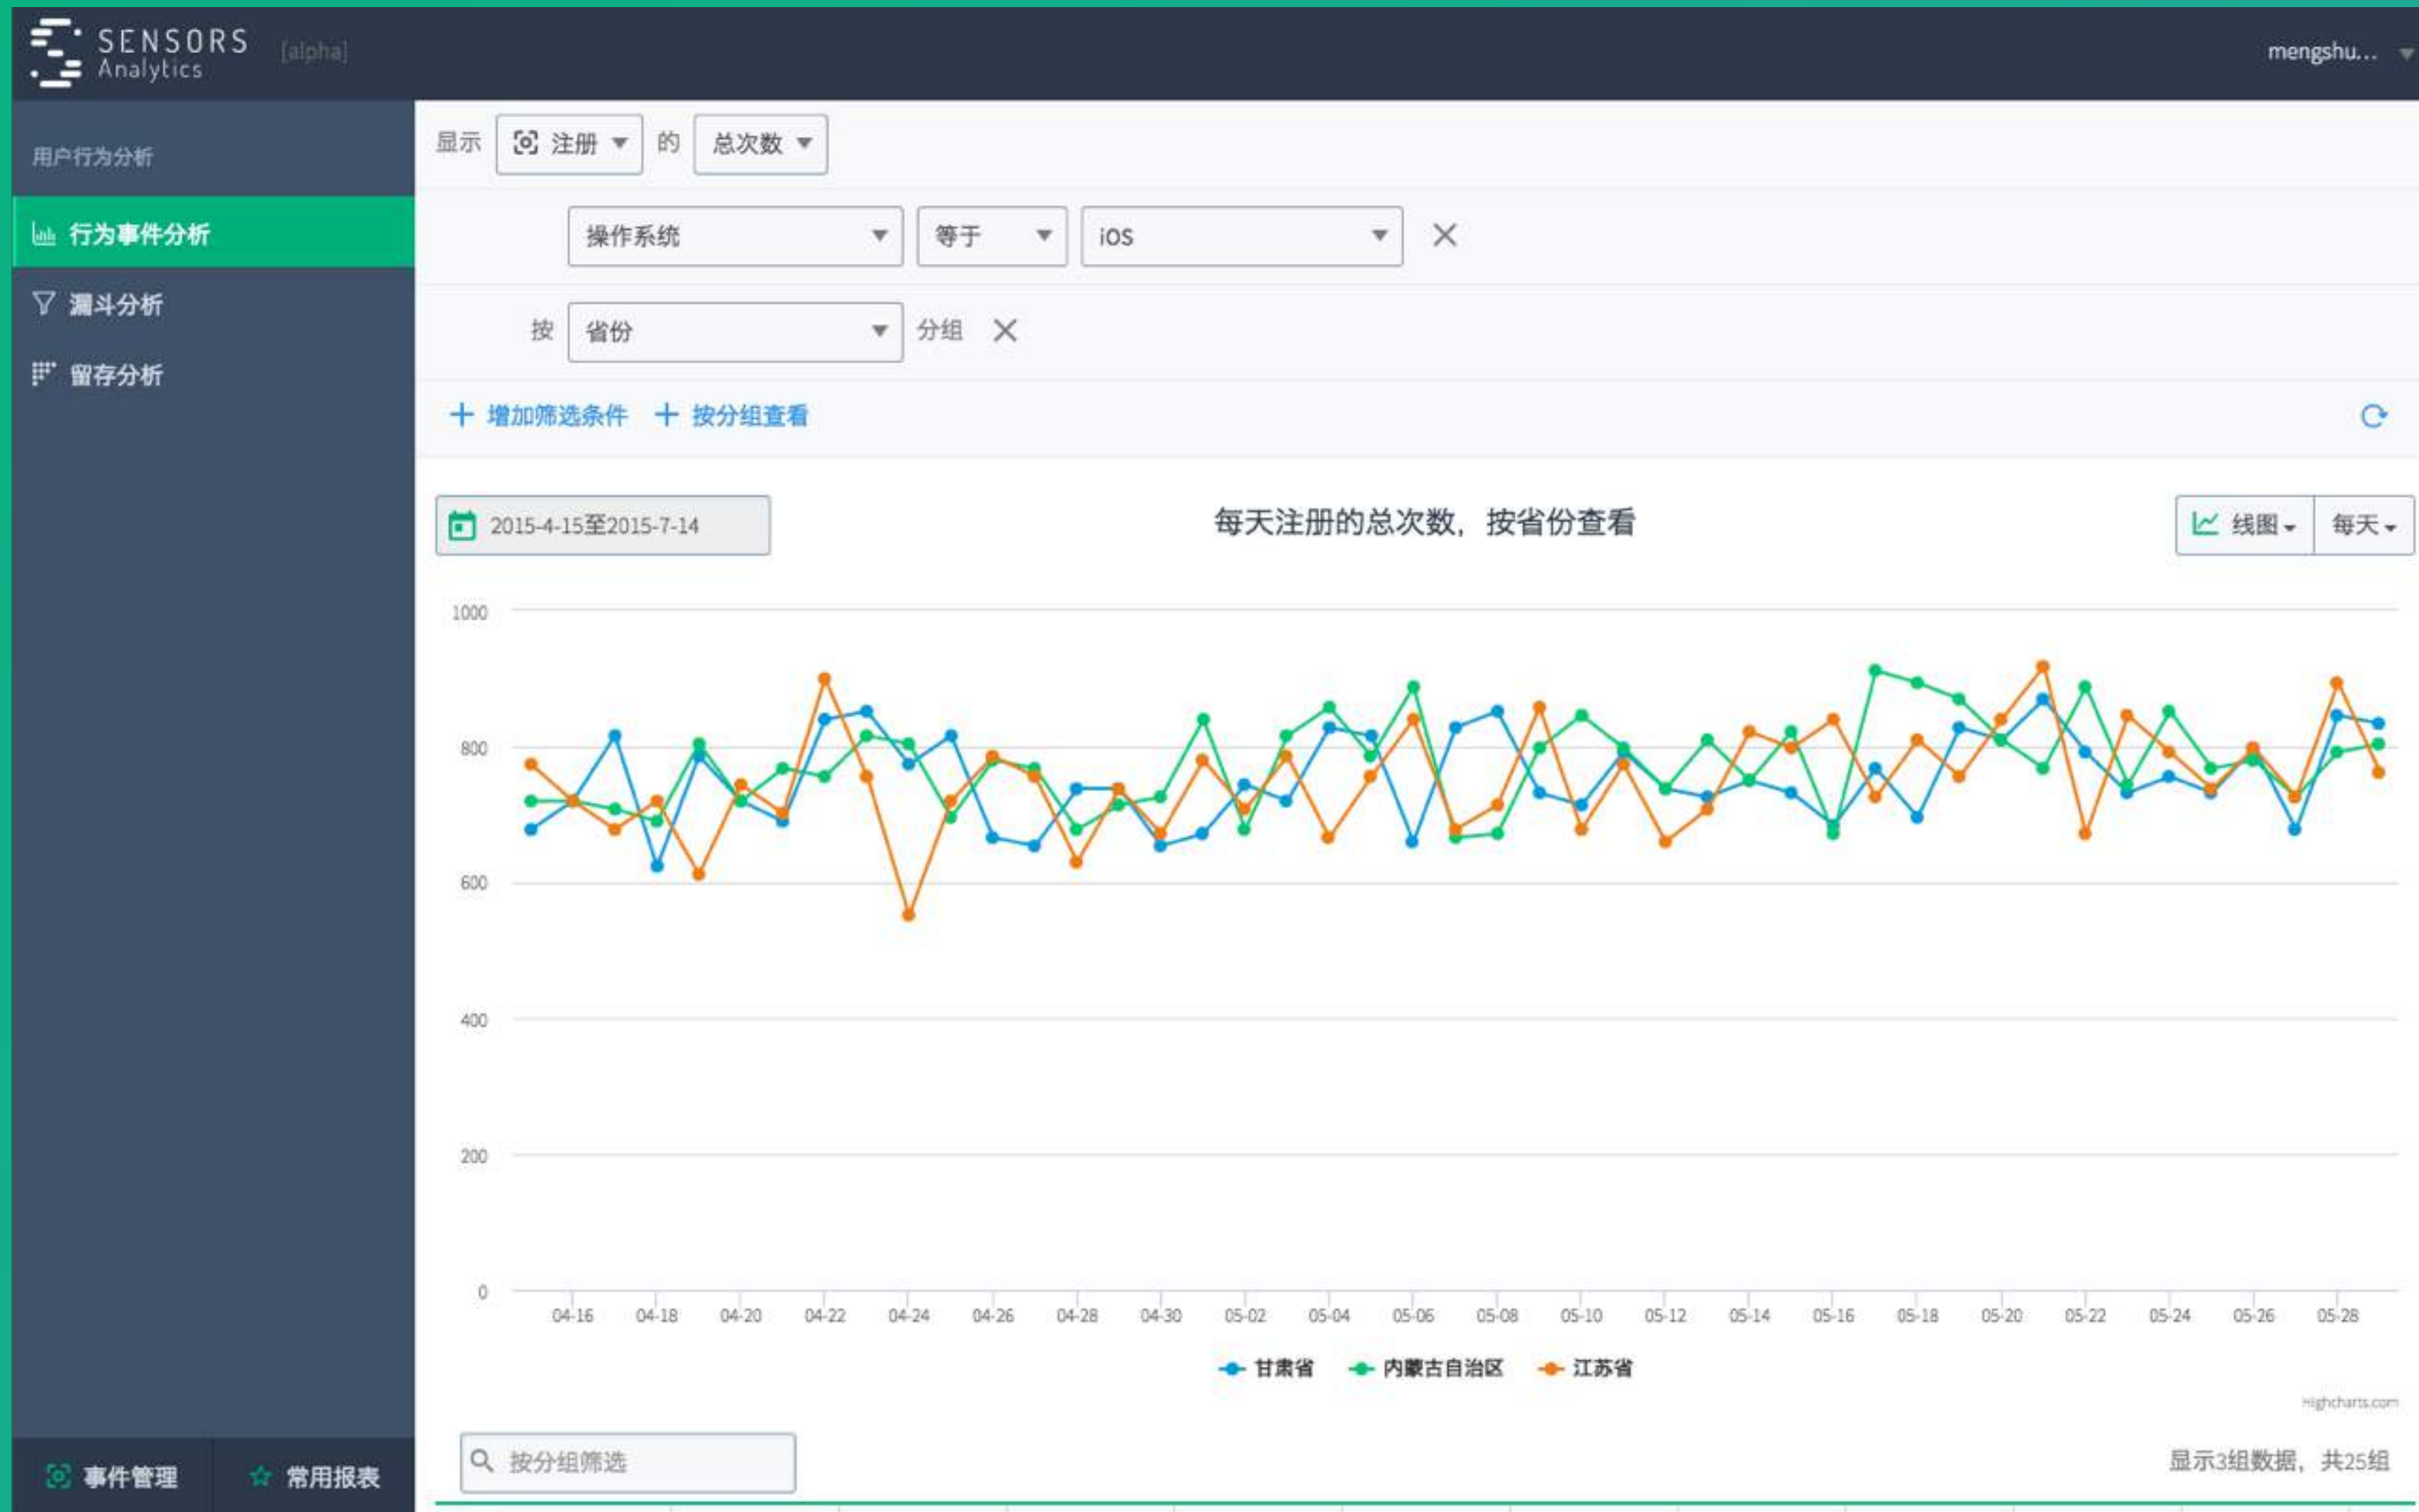 SENSORS
Analytics
[alpha]
mengshu...
用户行为分析
行为事件分析
漏斗分析
留存分析
显示 注册 的 总次数
操作系统 等于 iOS
按 省份 分组
增加筛选条件 按分组查看
2015-4-15至2015-7-14
每天注册的总次数，按省份查看
线图 每天
1000
800
600
400
200
0
04-16 04-18 04-20 04-22 04-24 04-26 04-28 04-30 05-02 05-04 05-06 05-08 05-10 05-12 05-14 05-16 05-18 05-20 05-22 05-24 05-26 05-28
甘肃省 内蒙古自治区 江苏省
Highcharts.com
按分组筛选
显示3组数据，共25组
事件管理 常用报表